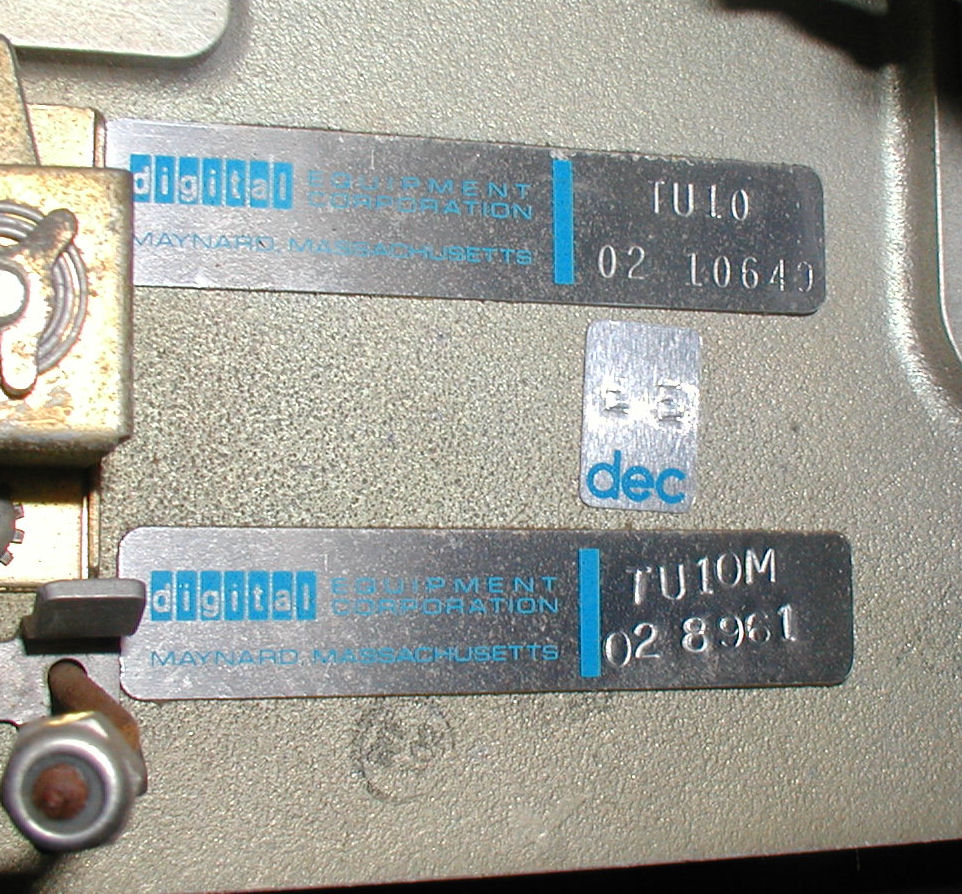 digital EQUIPMENT CORPORATION
MAYNARD, MASSACHUSETTS
TU10
02 10640
dec
digital EQUIPMENT CORPORATION
MAYNARD, MASSACHUSETTS
TU10M
02 8961